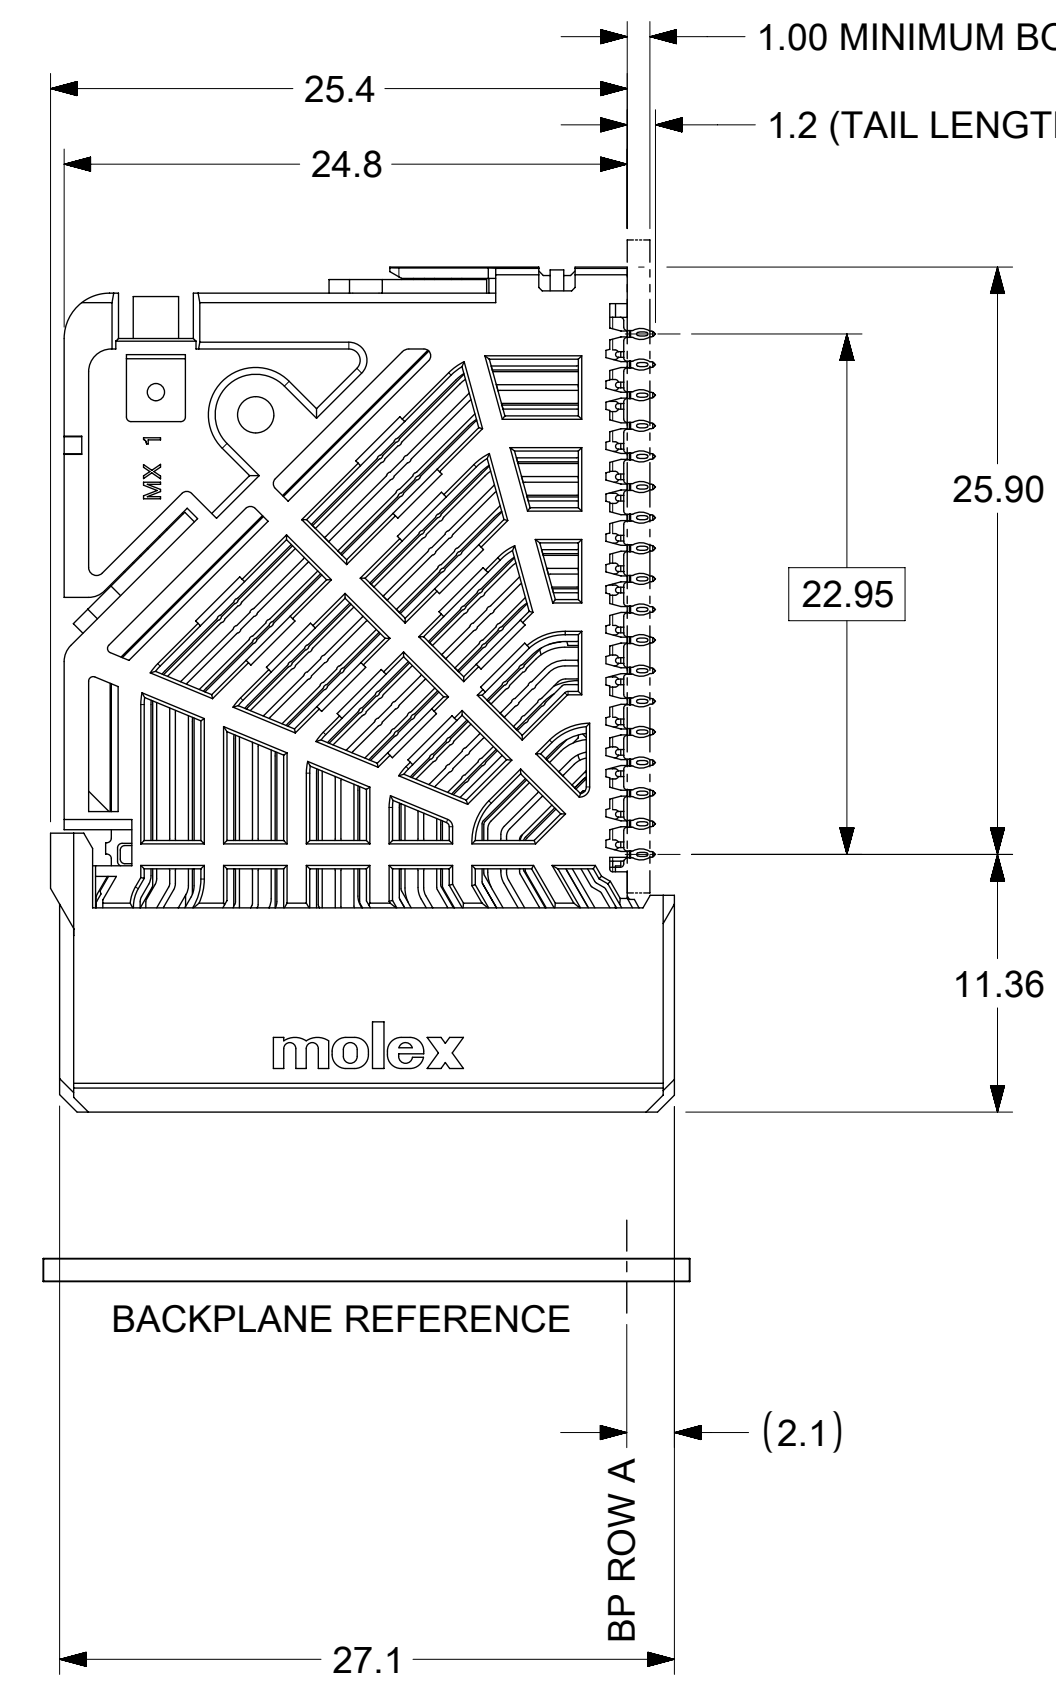 1.00 MINIMUM BO
25.4
1.2 (TAIL LENGTH
24.8
MX 1
25.90
22.95
11.36
molex
BACKPLANE REFERENCE
(2.1)
BP ROW A
27.1